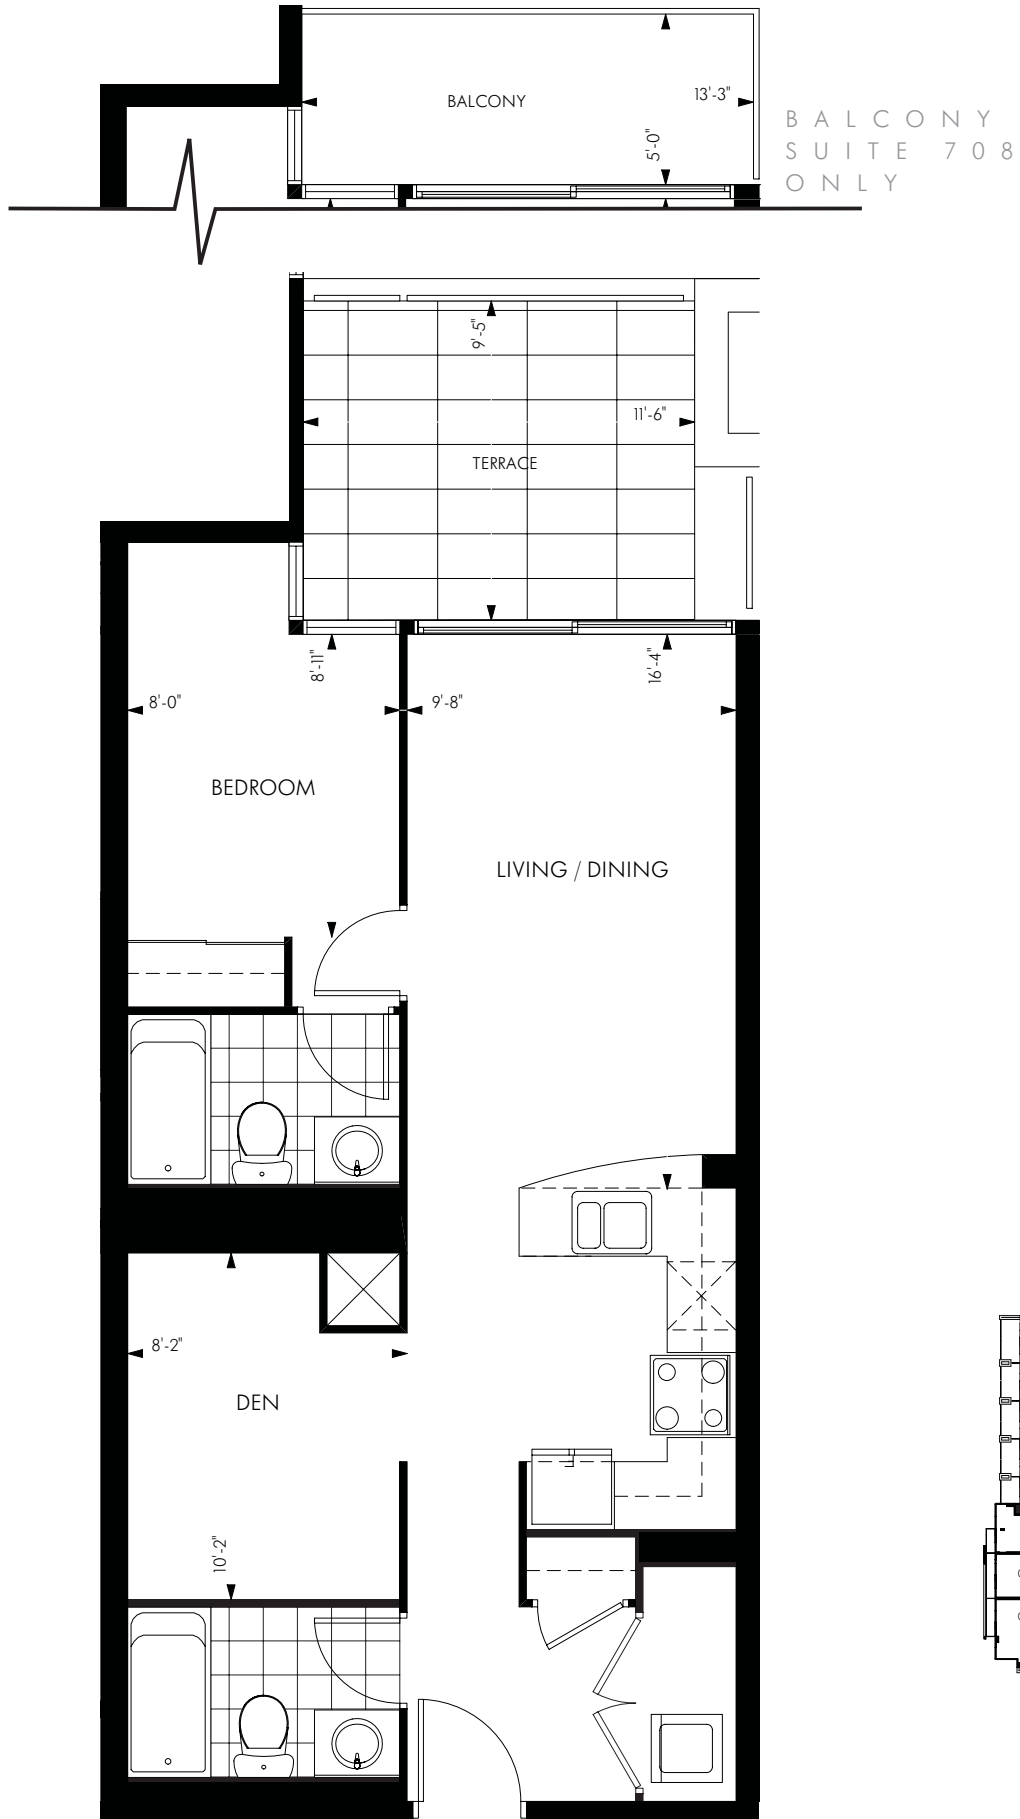 BALCONY
13'-3"
5'-0"
BALCONY
SUITE 708
ONLY
9'-5"
11'-6"
TERRACE
8'-11"
16'-4"
8'-0"
9'-8"
BEDROOM
LIVING / DINING
8'-2"
DEN
10'-2"